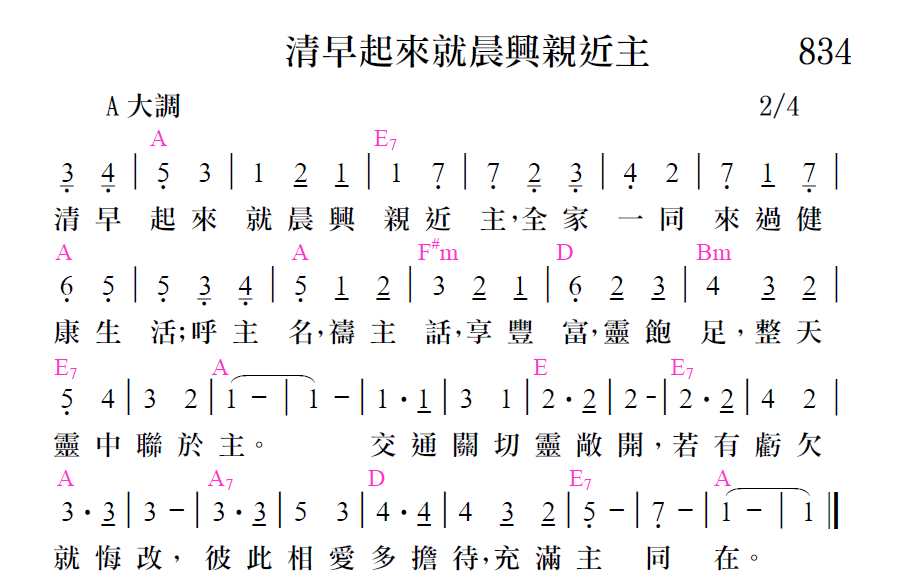 清早起來就晨興親近主 834
A 大調 2/4
A E7
3 4 | 5 3 | 1 2 1 | 1 7 | 7 2 3 | 4 2 | 7 1 7 |
清早 起來 就晨興 親近 主,全家 一同 來過健
A A F#m D Bm
6 5 | 5 3 4 | 5 1 2 | 3 2 1 | 6 2 3 | 4 3 2 |
康生 活;呼主 名,禱主 話,享豐 富,靈飽 足,整天
E7 A E E7
5 4 | 3 2 | 1 - | 1 - | 1 · 1 | 3 1 | 2 · 2 | 2 - | 2 · 2 | 4 2 |
靈中聯於主。 交通關切靈敞開,若有虧欠
A A7 D E7 A
3 · 3 | 3 - | 3 · 3 | 5 3 | 4 · 4 | 4 3 2 | 5 - | 7 - | 1 - | 1 ‖
就悔改,彼此相愛多擔待,充滿主 同 在。